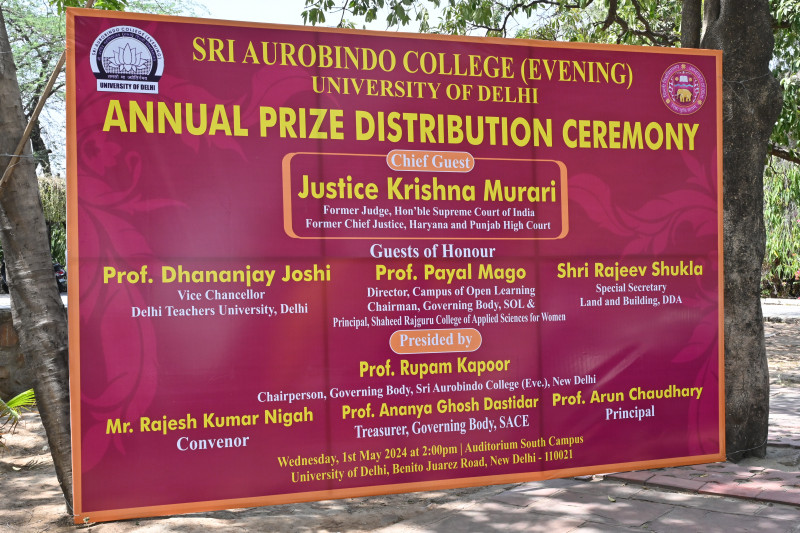 UNIVERSITY OF DELHI
SRI AUROBINDO COLLEGE (EVENING)
UNIVERSITY OF DELHI
ANNUAL PRIZE DISTRIBUTION CEREMONY
Chief Guest
Justice Krishna Murari
Former Judge, Hon'ble Supreme Court of India
Former Chief Justice, Haryana and Punjab High Court
Guests of Honour
Prof. Dhananjay Joshi
Vice Chancellor
Delhi Teachers University, Delhi
Prof. Payal Mago
Director, Campus of Open Learning
Chairman, Governing Body, SOL &
Principal, Shaheed Rajguru College of Applied Sciences for Women
Shri Rajeev Shukla
Special Secretary
Land and Building, DDA
Presided by
Prof. Rupam Kapoor
Chairperson, Governing Body, Sri Aurobindo College (Eve.), New Delhi
Mr. Rajesh Kumar Nigah
Convenor
Prof. Ananya Ghosh Dastidar
Treasurer, Governing Body, SACE
Prof. Arun Chaudhary
Principal
Wednesday, 1st May 2024 at 2:00pm | Auditorium South Campus
University of Delhi, Benito Juarez Road, New Delhi - 110021